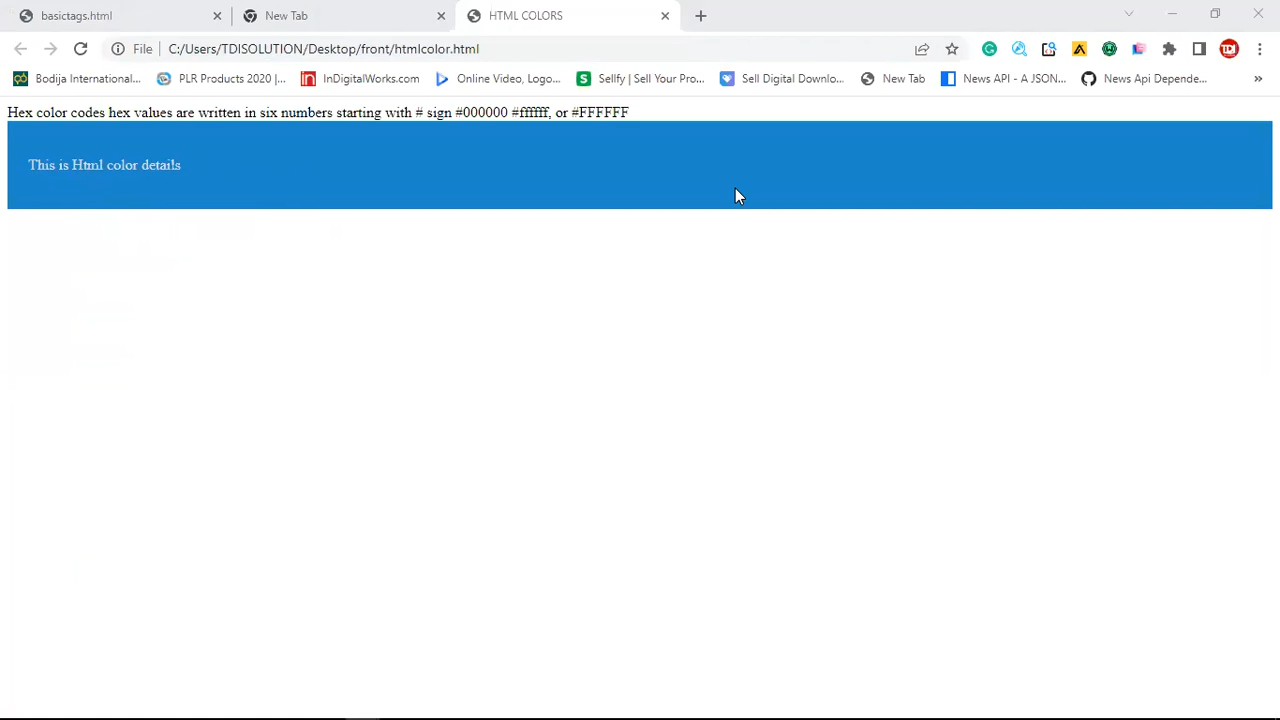 basictags.html
New Tab
HTML COLORS
File C:/Users/TDISOLUTION/Desktop/front/htmlcolor.html
TDI
Bodija International...
PLR Products 2020 |...
in InDigitalWorks.com
Online Video, Logo...
S Sellfy | Sell Your Pro...
Sell Digital Downlo...
New Tab
News API - A JSON...
News Api Depende...
»
Hex color codes hex values are written in six numbers starting with # sign #000000 #ffffff, or #FFFFFF
This is Html color details